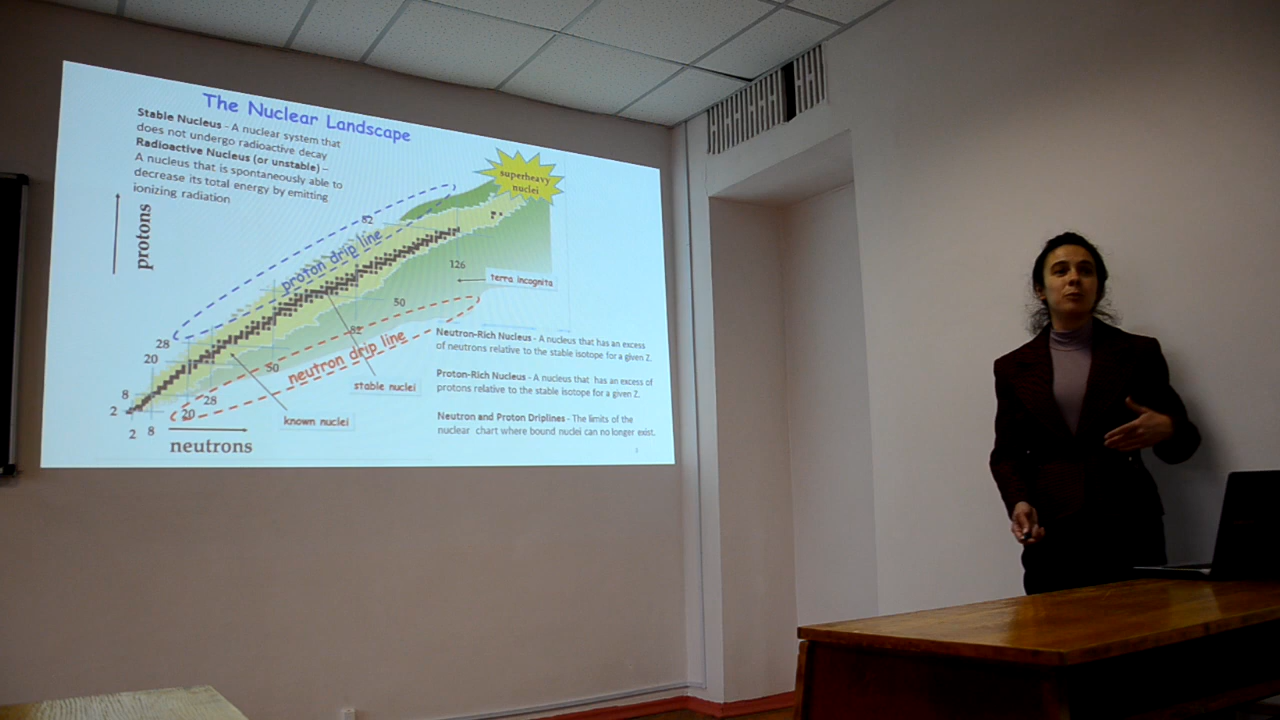 The Nuclear Landscape
Stable Nucleus - A nuclear system that
does not undergo radioactive decay
Radioactive Nucleus (or unstable) –
A nucleus that is spontaneously able to
decrease its total energy by emitting
ionizing radiation
superheavy
nuclei
protons
82
proton drip line
126
terra incognita
50
28
82
20
neutron drip line
50
stable nuclei
8
28
2
20
known nuclei
2 8
neutrons
Neutron-Rich Nucleus - A nucleus that has an excess
of neutrons relative to the stable isotope for a given Z.
Proton-Rich Nucleus - A nucleus that has an excess of
protons relative to the stable isotope for a given Z.
Neutron and Proton Driplines - The limits of the
nuclear chart where bound nuclei can no longer exist.